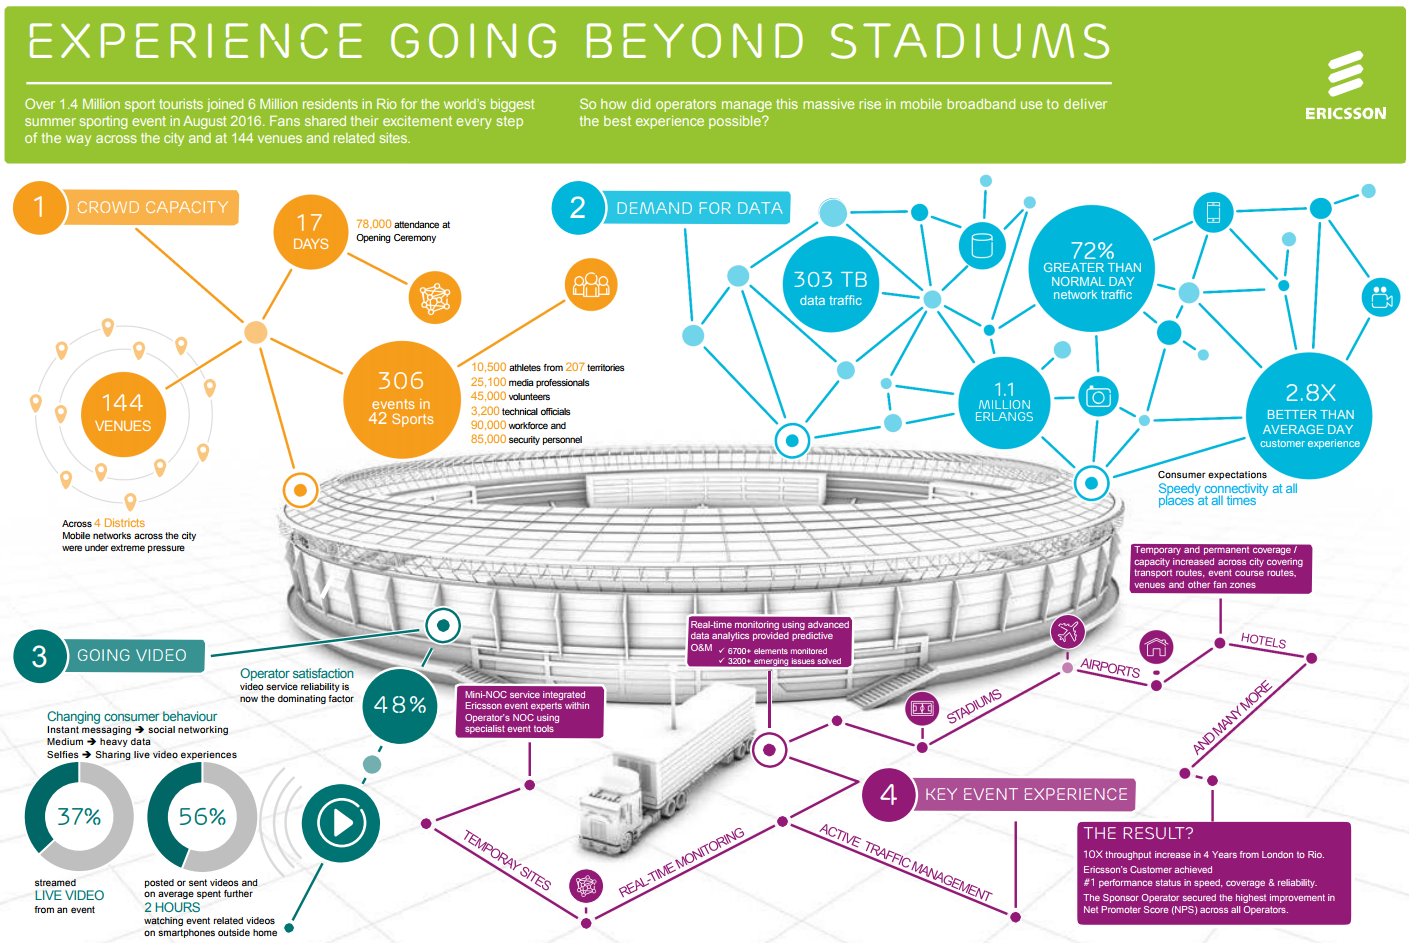 EXPERIENCE GOING BEYOND STADIUMS
Over 1.4 Million sport tourists joined 6 Million residents in Rio for the world's biggest
summer sporting event in August 2016. Fans shared their excitement every step
of the way across the city and at 144 venues and related sites.
So how did operators manage this massive rise in mobile broadband use to deliver
the best experience possible?
ERICSSON
1 CROWD CAPACITY
17
DAYS
78,000 attendance at
Opening Ceremony
144
VENUES
306
events in
42 Sports
10,500 athletes from 207 territories
25,100 media professionals
45,000 volunteers
3,200 technical officials
90,000 workforce and
85,000 security personnel
Across 4 Districts
Mobile networks across the city
were under extreme pressure
2 DEMAND FOR DATA
303 TB
data traffic
72%
GREATER THAN
NORMAL DAY
network traffic
1.1
MILLION
ERLANGS
2.8X
BETTER THAN
AVERAGE DAY
customer experience
Consumer expectations
Speedy connectivity at all
places at all times
3 GOING VIDEO
Operator satisfaction
video service reliability is
now the dominating factor
48%
Changing consumer behaviour
Instant messaging ➔ social networking
Medium ➔ heavy data
Selfies ➔ Sharing live video experiences
37%
streamed
LIVE VIDEO
from an event
56%
posted or sent videos and
on average spent further
2 HOURS
watching event related videos
on smartphones outside home
4 KEY EVENT EXPERIENCE
Mini-NOC service integrated
Ericsson event experts within
Operator's NOC using
specialist event tools
Real-time monitoring using advanced
data analytics provided predictive
O&M ✓ 6700+ elements monitored
✓ 3200+ emerging issues solved
Temporary and permanent coverage /
capacity increased across city covering
transport routes, event course routes,
venues and other fan zones
TEMPORAY SITES
REAL-TIME MONITORING
ACTIVE TRAFFIC MANAGEMENT
STADIUMS
AIRPORTS
HOTELS
AND MANY MORE
THE RESULT?
10X throughput increase in 4 Years from London to Rio.
Ericsson's Customer achieved
#1 performance status in speed, coverage & reliability.
The Sponsor Operator secured the highest improvement in
Net Promoter Score (NPS) across all Operators.